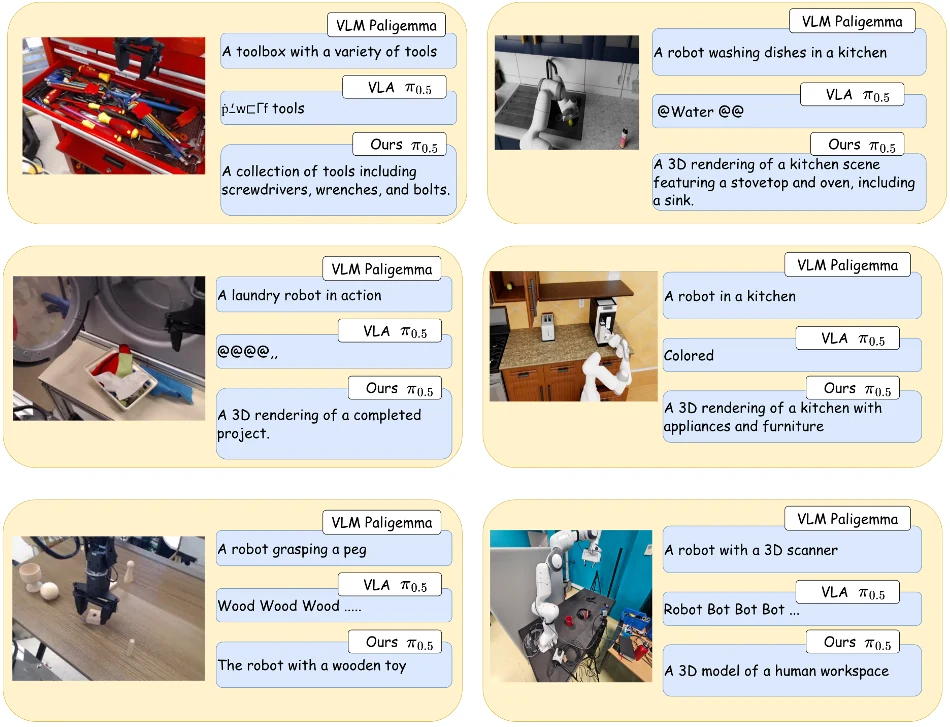 VLM Paligemma
A toolbox with a variety of tools
VLA π0.5
tools
Ours π0.5
A collection of tools including
screwdrivers, wrenches, and bolts.
VLM Paligemma
A robot washing dishes in a kitchen
VLA π0.5
@Water @@
Ours π0.5
A 3D rendering of a kitchen scene
featuring a stovetop and oven, including
a sink.
VLM Paligemma
A laundry robot in action
VLA π0.5
@@@@,,
Ours π0.5
A 3D rendering of a completed
project.
VLM Paligemma
A robot in a kitchen
VLA π0.5
Colored
Ours π0.5
A 3D rendering of a kitchen with
appliances and furniture
VLM Paligemma
A robot grasping a peg
VLA π0.5
Wood Wood Wood .....
Ours π0.5
The robot with a wooden toy
VLM Paligemma
A robot with a 3D scanner
VLA π0.5
Robot Bot Bot Bot ...
Ours π0.5
A 3D model of a human workspace